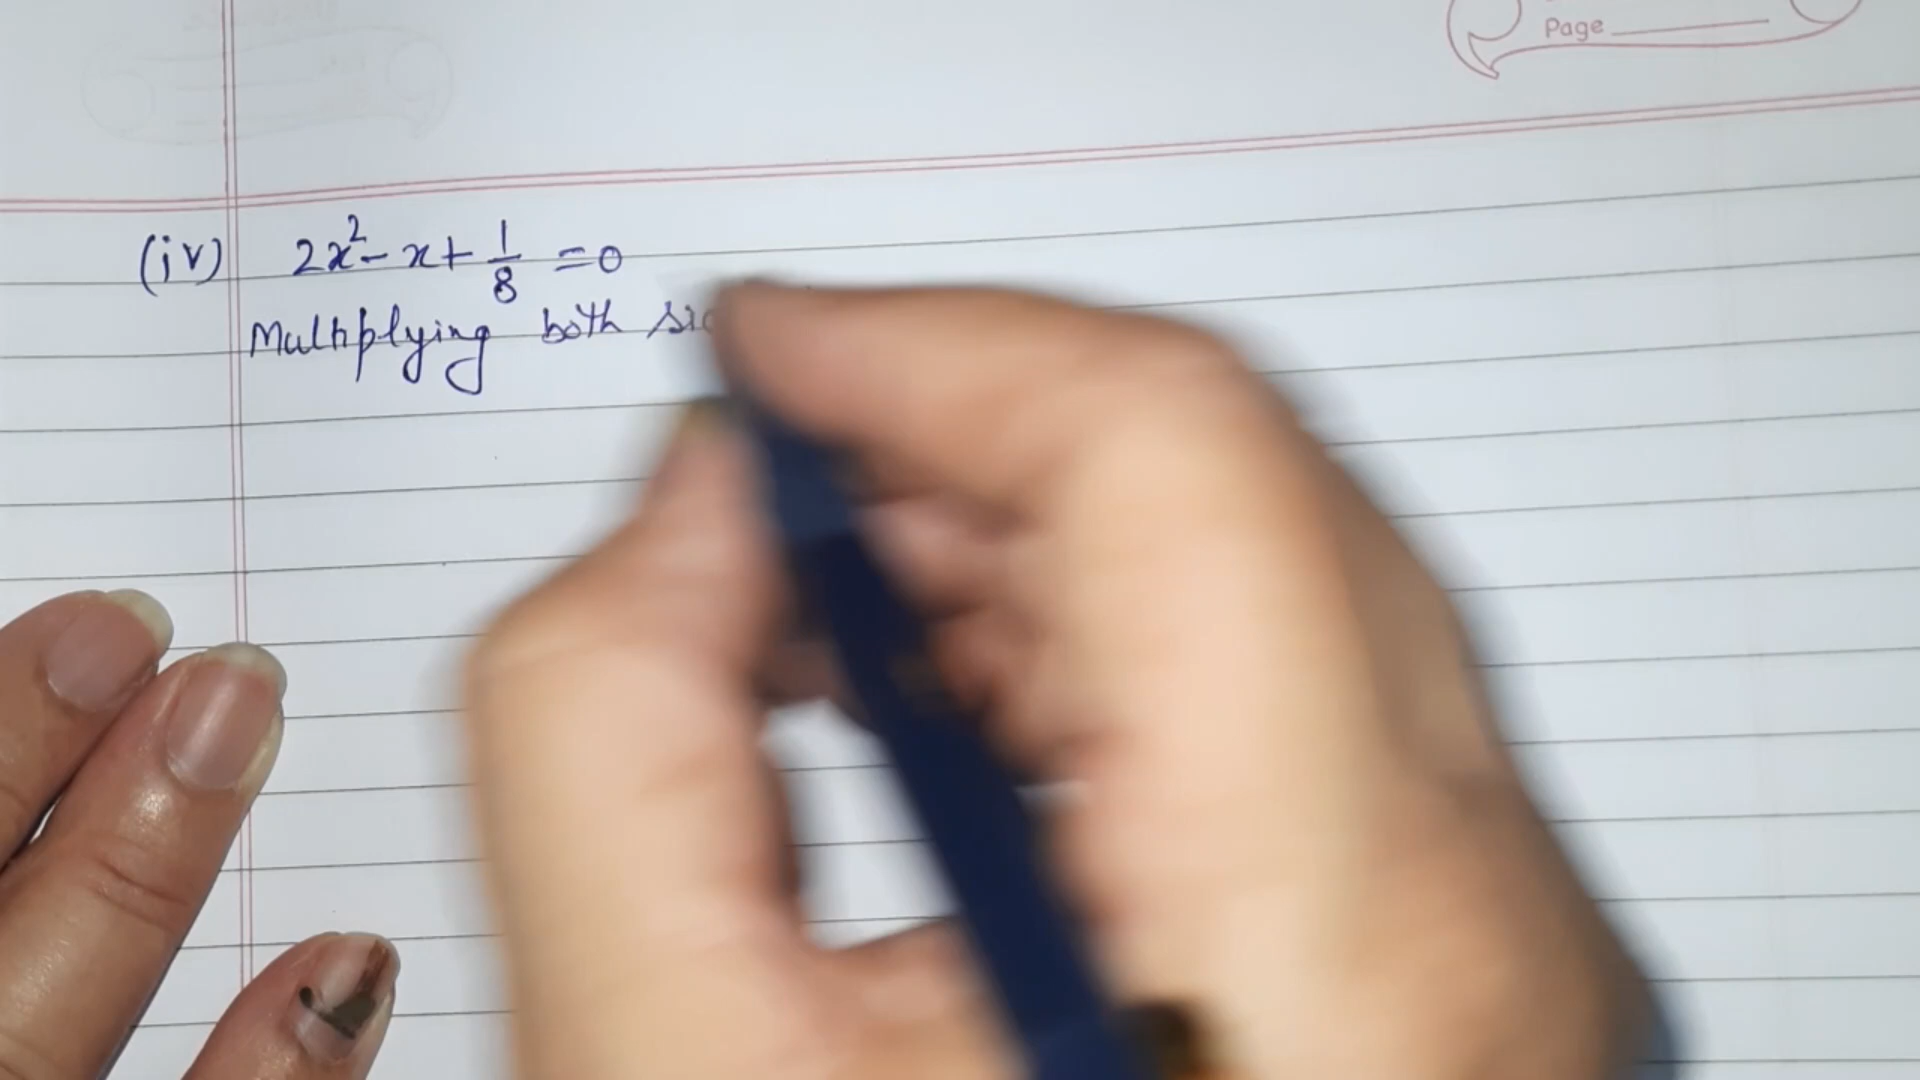 Page
(iv) 2x² - x + 1/8 = 0
Multiplying both